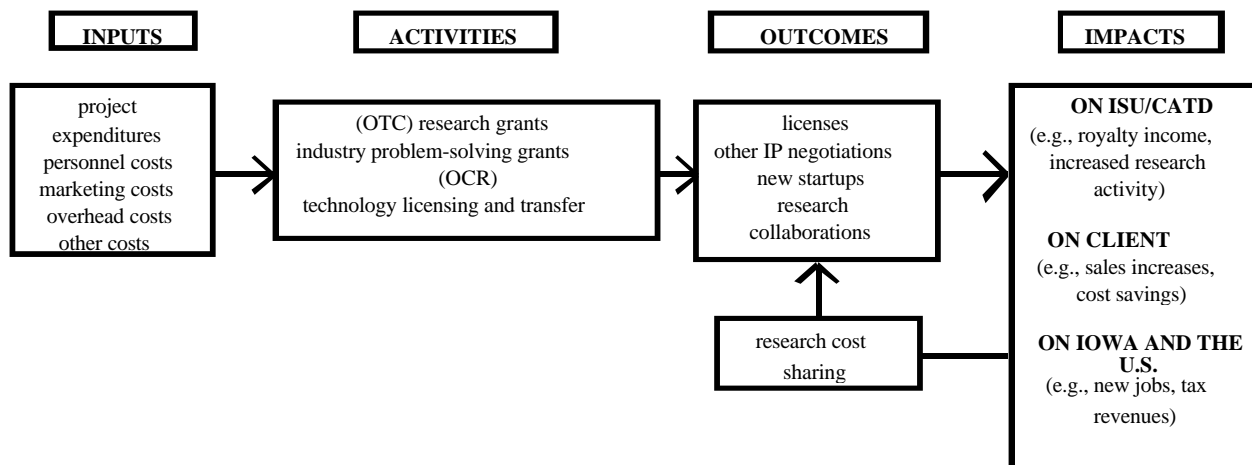 INPUTS
ACTIVITIES
OUTCOMES
IMPACTS
project
expenditures
personnel costs
marketing costs
overhead costs
other costs
(OTC) research grants
industry problem-solving grants
(OCR)
technology licensing and transfer
licenses
other IP negotiations
new startups
research
collaborations
research cost
sharing
ON ISU/CATD
(e.g., royalty income,
increased research
activity)
ON CLIENT
(e.g., sales increases,
cost savings)
ON IOWA AND THE
U.S.
(e.g., new jobs, tax
revenues)